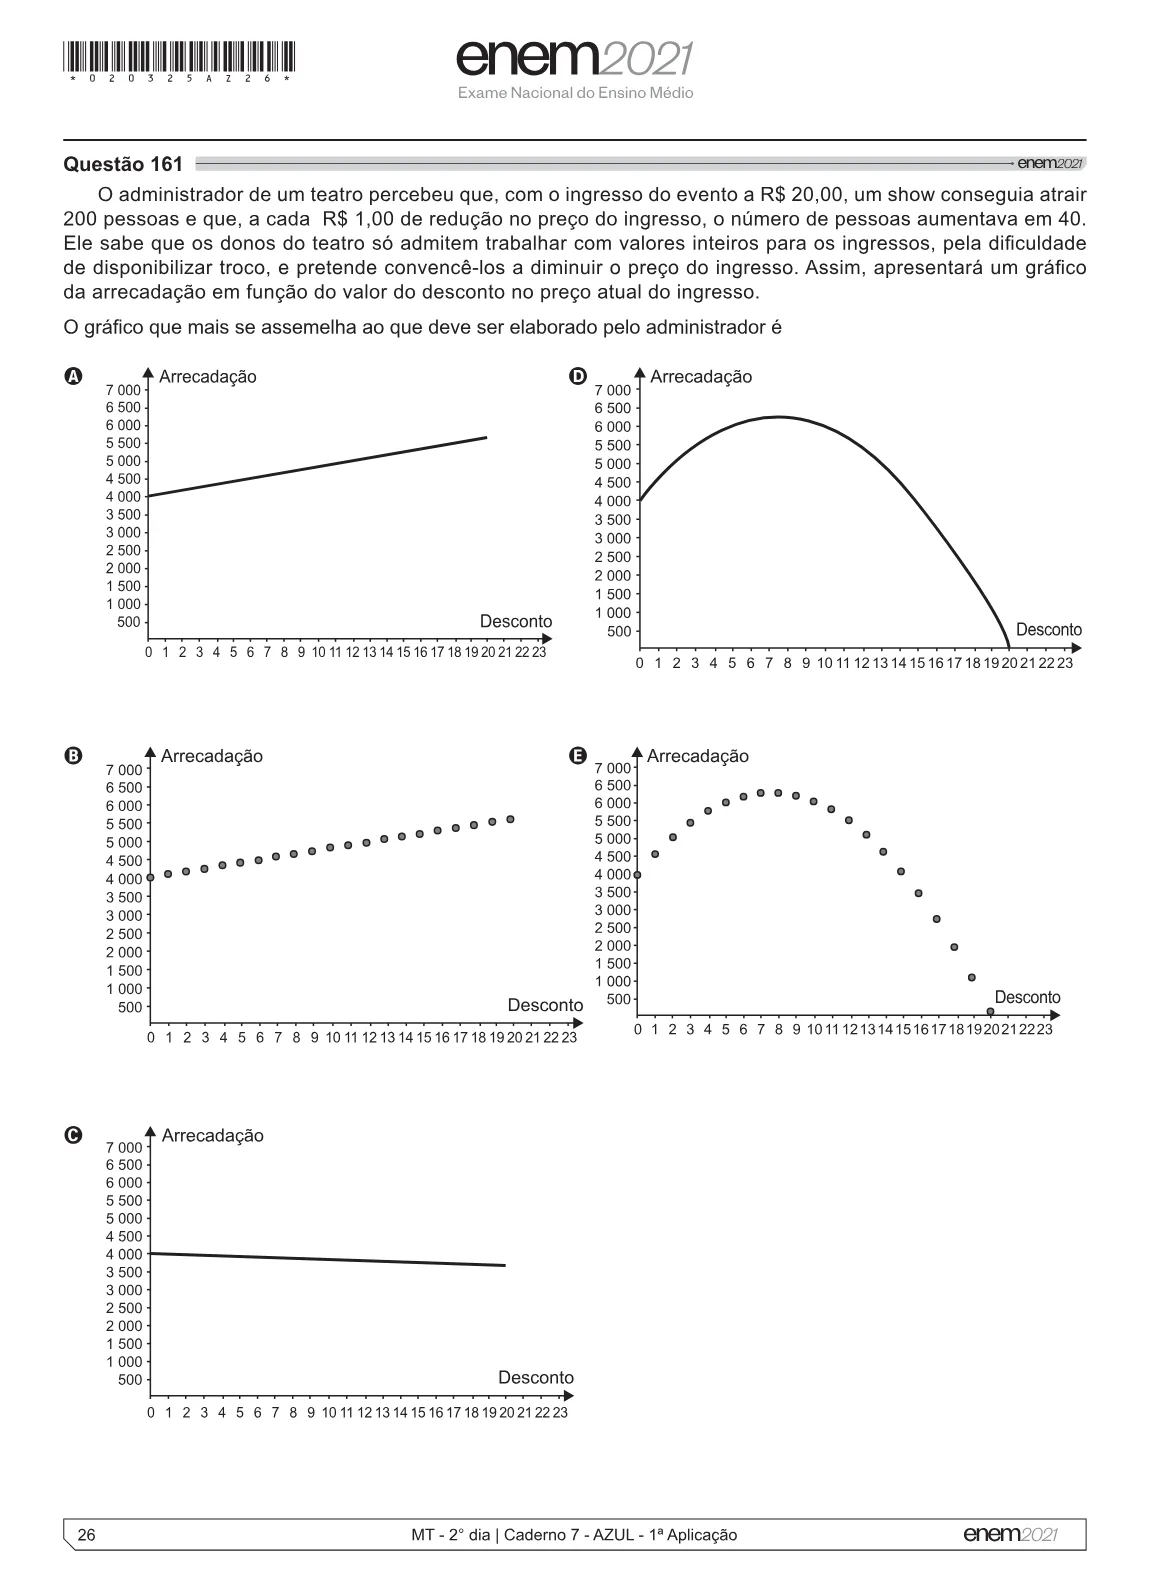 *020325AZ26*
enem2021
Exame Nacional do Ensino Médio
Questão 161
enem2021
O administrador de um teatro percebeu que, com o ingresso do evento a R$ 20,00, um show conseguia atrair
200 pessoas e que, a cada R$ 1,00 de redução no preço do ingresso, o número de pessoas aumentava em 40.
Ele sabe que os donos do teatro só admitem trabalhar com valores inteiros para os ingressos, pela dificuldade
de disponibilizar troco, e pretende convencê-los a diminuir o preço do ingresso. Assim, apresentará um gráfico
da arrecadação em função do valor do desconto no preço atual do ingresso.
O gráfico que mais se assemelha ao que deve ser elaborado pelo administrador é
A
Arrecadação
7 000
6 500
6 000
5 500
5 000
4 500
4 000
3 500
3 000
2 500
2 000
1 500
1 000
500
Desconto
0 1 2 3 4 5 6 7 8 9 10 11 12 13 14 15 16 17 18 19 20 21 22 23
D
Arrecadação
7 000
6 500
6 000
5 500
5 000
4 500
4 000
3 500
3 000
2 500
2 000
1 500
1 000
500
Desconto
0 1 2 3 4 5 6 7 8 9 10 11 12 13 14 15 16 17 18 19 20 21 22 23
B
Arrecadação
7 000
6 500
6 000
5 500
5 000
4 500
4 000
3 500
3 000
2 500
2 000
1 500
1 000
500
Desconto
0 1 2 3 4 5 6 7 8 9 10 11 12 13 14 15 16 17 18 19 20 21 22 23
E
Arrecadação
7 000
6 500
6 000
5 500
5 000
4 500
4 000
3 500
3 000
2 500
2 000
1 500
1 000
500
Desconto
0 1 2 3 4 5 6 7 8 9 10 11 12 13 14 15 16 17 18 19 20 21 22 23
C
Arrecadação
7 000
6 500
6 000
5 500
5 000
4 500
4 000
3 500
3 000
2 500
2 000
1 500
1 000
500
Desconto
0 1 2 3 4 5 6 7 8 9 10 11 12 13 14 15 16 17 18 19 20 21 22 23
26
MT - 2° dia | Caderno 7 - AZUL - 1ª Aplicação
enem2021